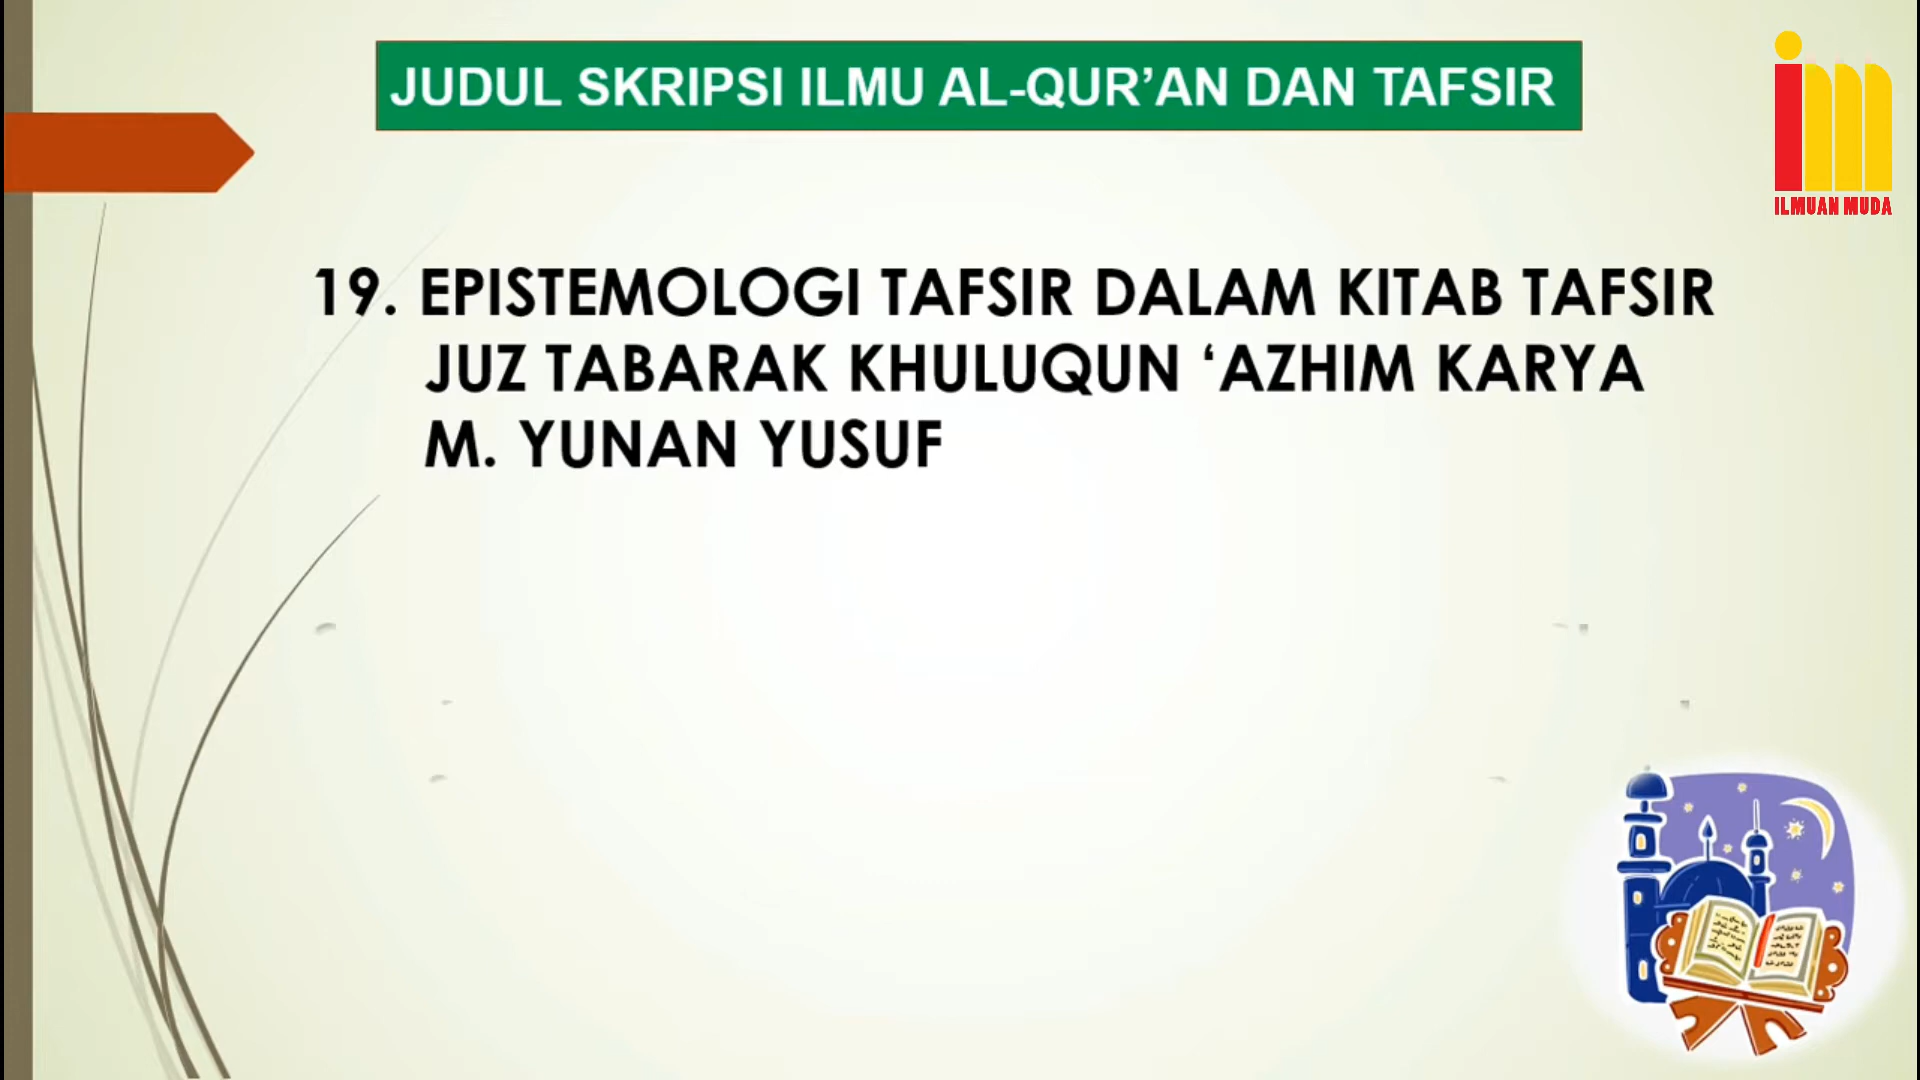 JUDUL SKRIPSI ILMU AL-QUR’AN DAN TAFSIR
ILMUAN MUDA
19. EPISTEMOLOGI TAFSIR DALAM KITAB TAFSIR
JUZ TABARAK KHULUQUN ‘AZHIM KARYA
M. YUNAN YUSUF